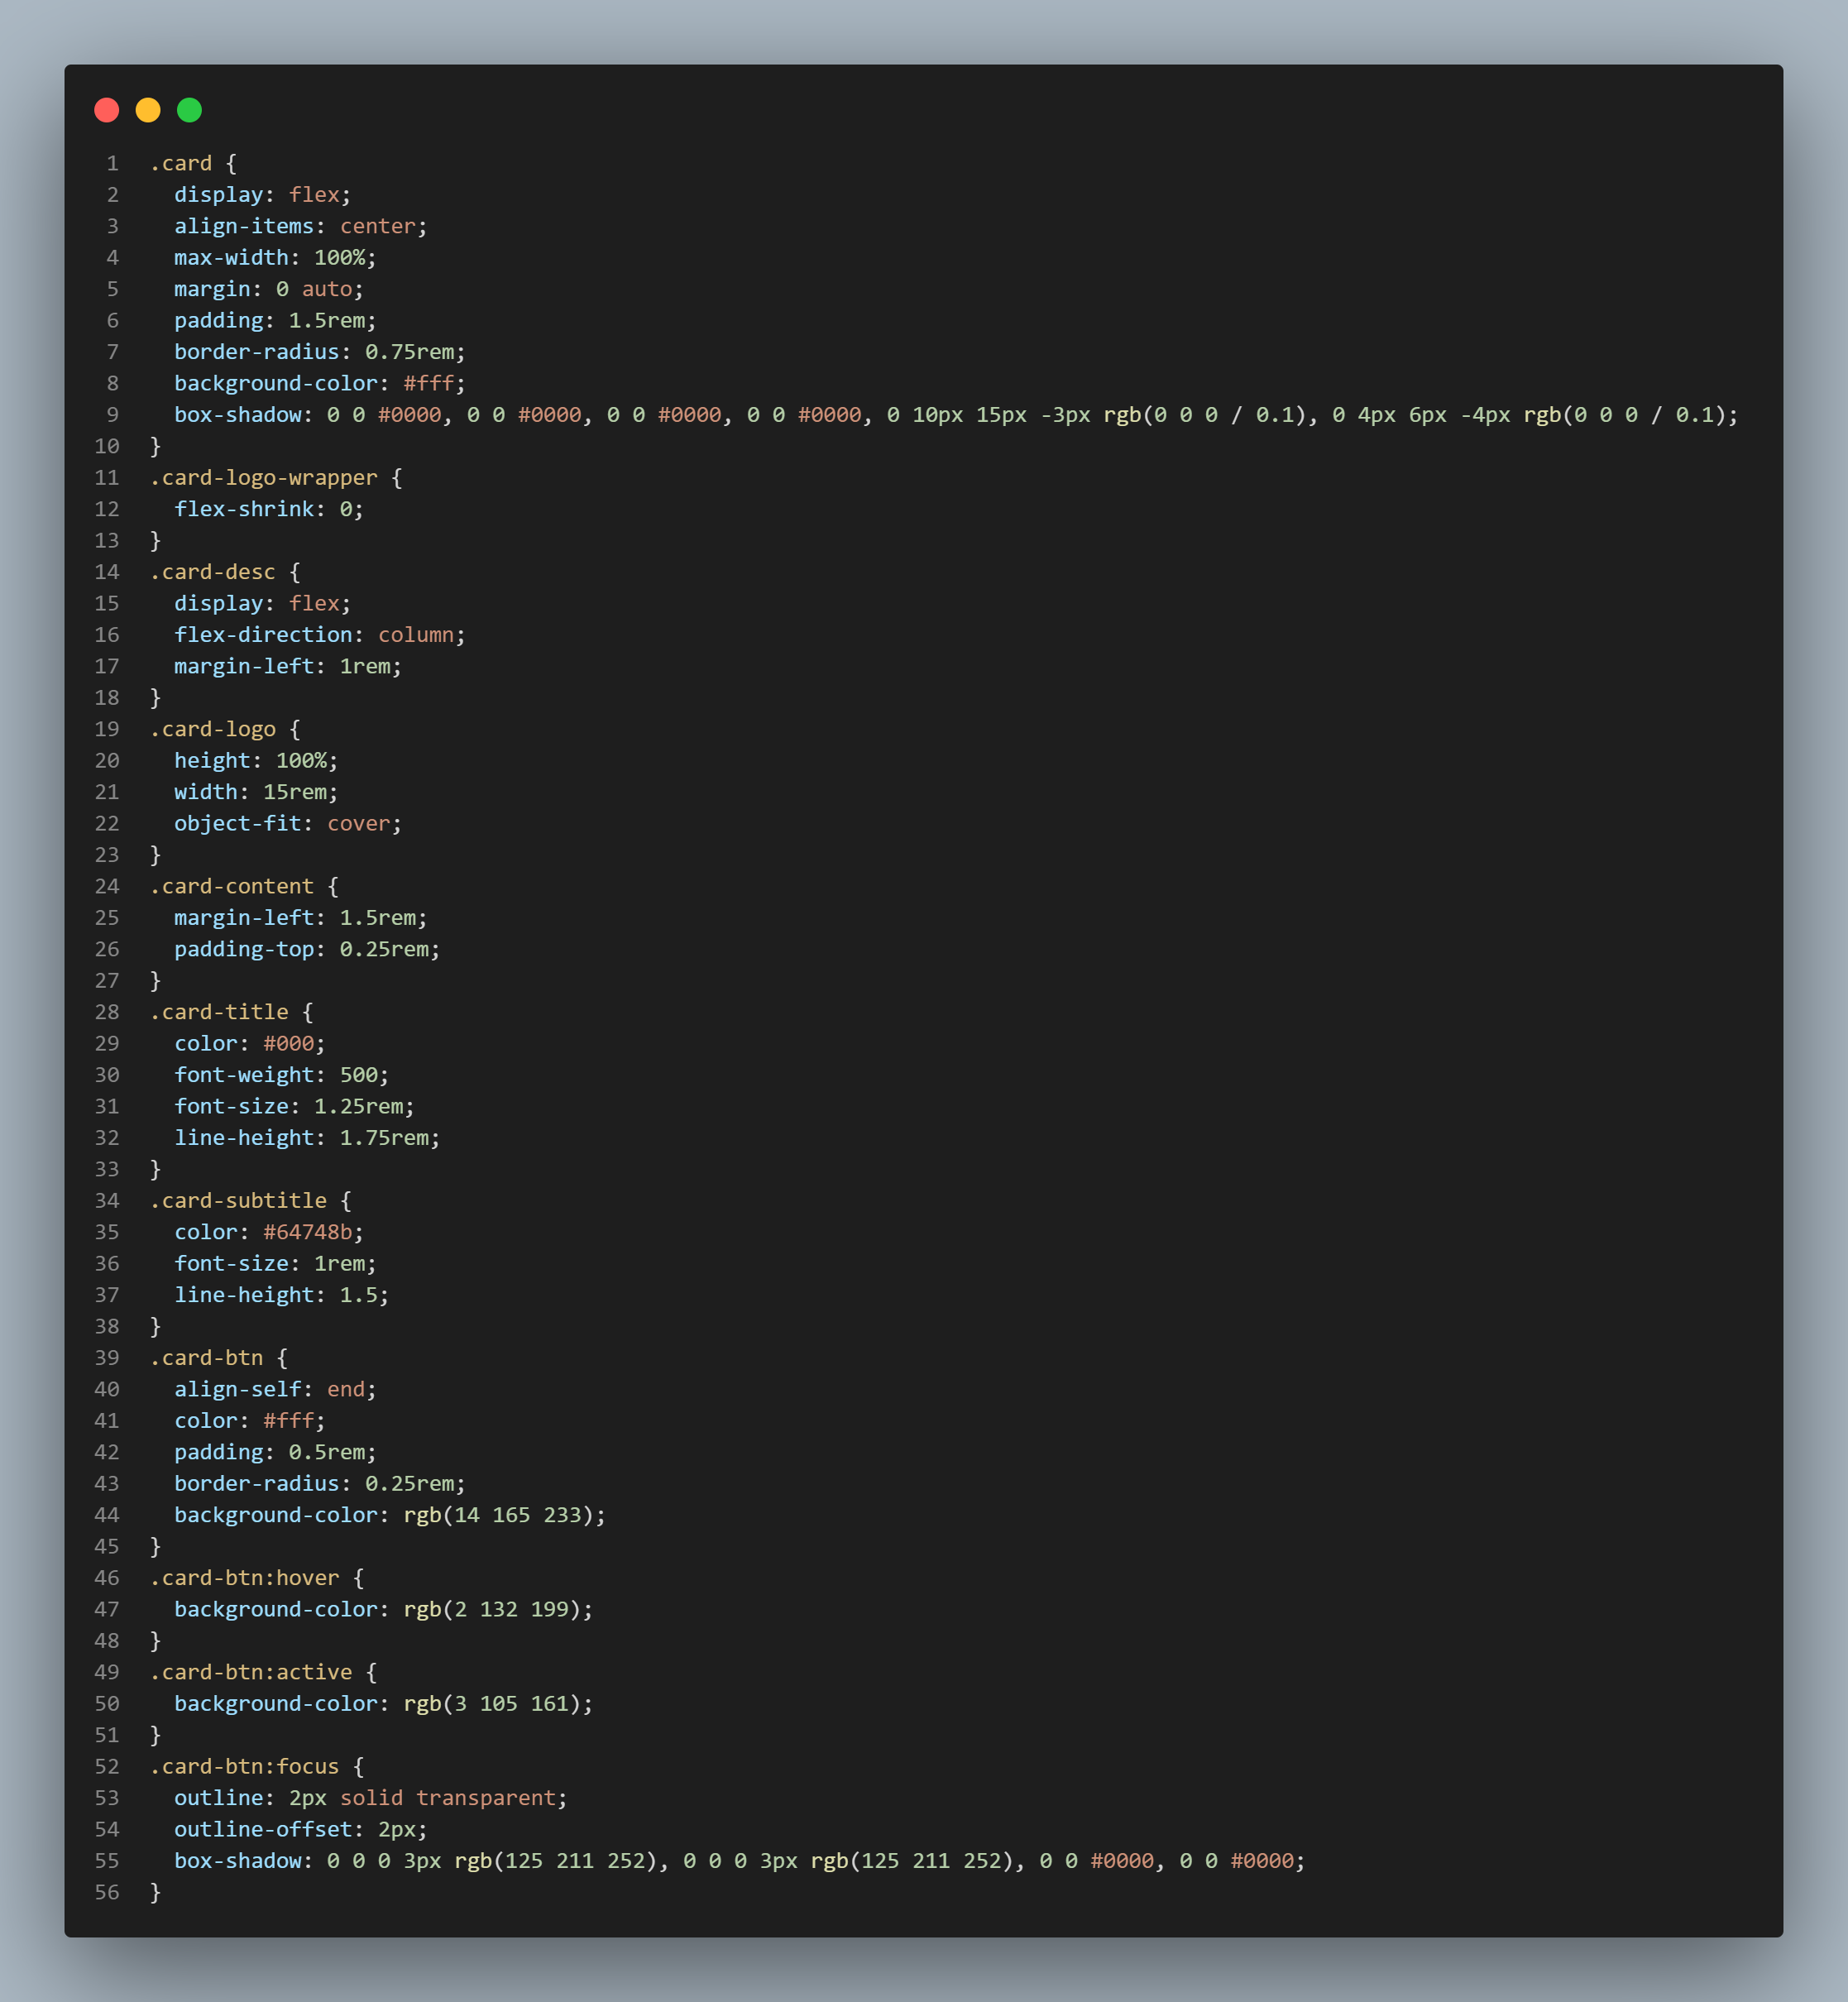 1 .card {
2   display: flex;
3   align-items: center;
4   max-width: 100%;
5   margin: 0 auto;
6   padding: 1.5rem;
7   border-radius: 0.75rem;
8   background-color: #fff;
9   box-shadow: 0 0 #0000, 0 0 #0000, 0 0 #0000, 0 0 #0000, 0 10px 15px -3px rgb(0 0 0 / 0.1), 0 4px 6px -4px rgb(0 0 0 / 0.1);
10 }
11 .card-logo-wrapper {
12   flex-shrink: 0;
13 }
14 .card-desc {
15   display: flex;
16   flex-direction: column;
17   margin-left: 1rem;
18 }
19 .card-logo {
20   height: 100%;
21   width: 15rem;
22   object-fit: cover;
23 }
24 .card-content {
25   margin-left: 1.5rem;
26   padding-top: 0.25rem;
27 }
28 .card-title {
29   color: #000;
30   font-weight: 500;
31   font-size: 1.25rem;
32   line-height: 1.75rem;
33 }
34 .card-subtitle {
35   color: #64748b;
36   font-size: 1rem;
37   line-height: 1.5;
38 }
39 .card-btn {
40   align-self: end;
41   color: #fff;
42   padding: 0.5rem;
43   border-radius: 0.25rem;
44   background-color: rgb(14 165 233);
45 }
46 .card-btn:hover {
47   background-color: rgb(2 132 199);
48 }
49 .card-btn:active {
50   background-color: rgb(3 105 161);
51 }
52 .card-btn:focus {
53   outline: 2px solid transparent;
54   outline-offset: 2px;
55   box-shadow: 0 0 0 3px rgb(125 211 252), 0 0 0 3px rgb(125 211 252), 0 0 #0000, 0 0 #0000;
56 }